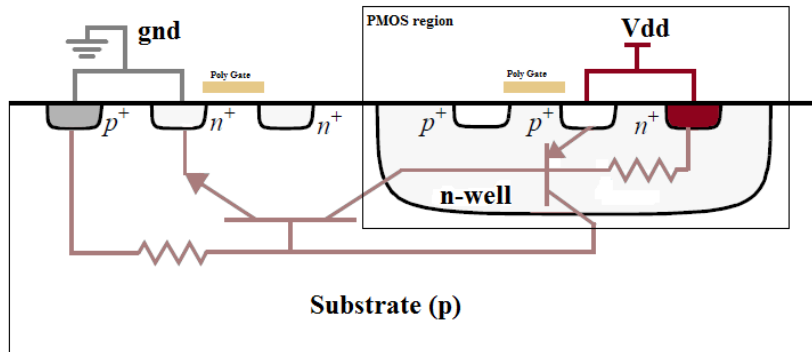 PMOS region
gnd
Vdd
Poly Gate
Poly Gate
p+
n+
n+
p+
p+
n+
n-well
Substrate (p)